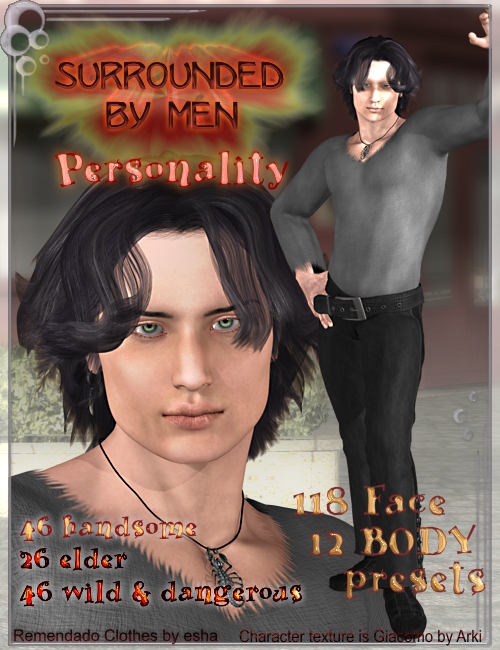 SURROUNDED
BY MEN
Personality
118 Face
12 BODY
presets
46 handsome
26 elder
46 wild & dangerous
Remendado Clothes by esha Character texture is Giacomo by Arki